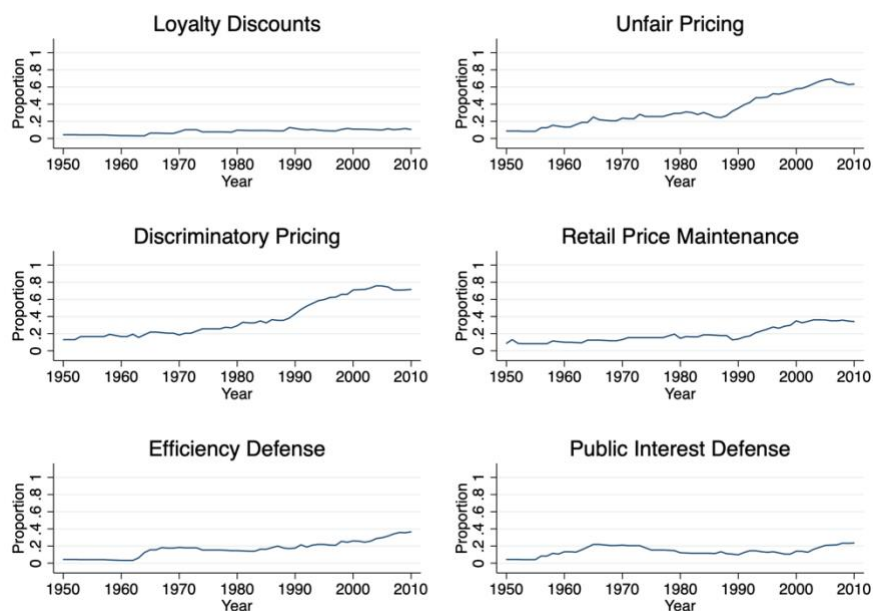 Loyalty Discounts
Proportion
0 .2 .4 .6 .8 1
1950 1960 1970 1980 1990 2000 2010
Year
Unfair Pricing
Proportion
0 .2 .4 .6 .8 1
1950 1960 1970 1980 1990 2000 2010
Year
Discriminatory Pricing
Proportion
0 .2 .4 .6 .8 1
1950 1960 1970 1980 1990 2000 2010
Year
Retail Price Maintenance
Proportion
0 .2 .4 .6 .8 1
1950 1960 1970 1980 1990 2000 2010
Year
Efficiency Defense
Proportion
0 .2 .4 .6 .8 1
1950 1960 1970 1980 1990 2000 2010
Year
Public Interest Defense
Proportion
0 .2 .4 .6 .8 1
1950 1960 1970 1980 1990 2000 2010
Year